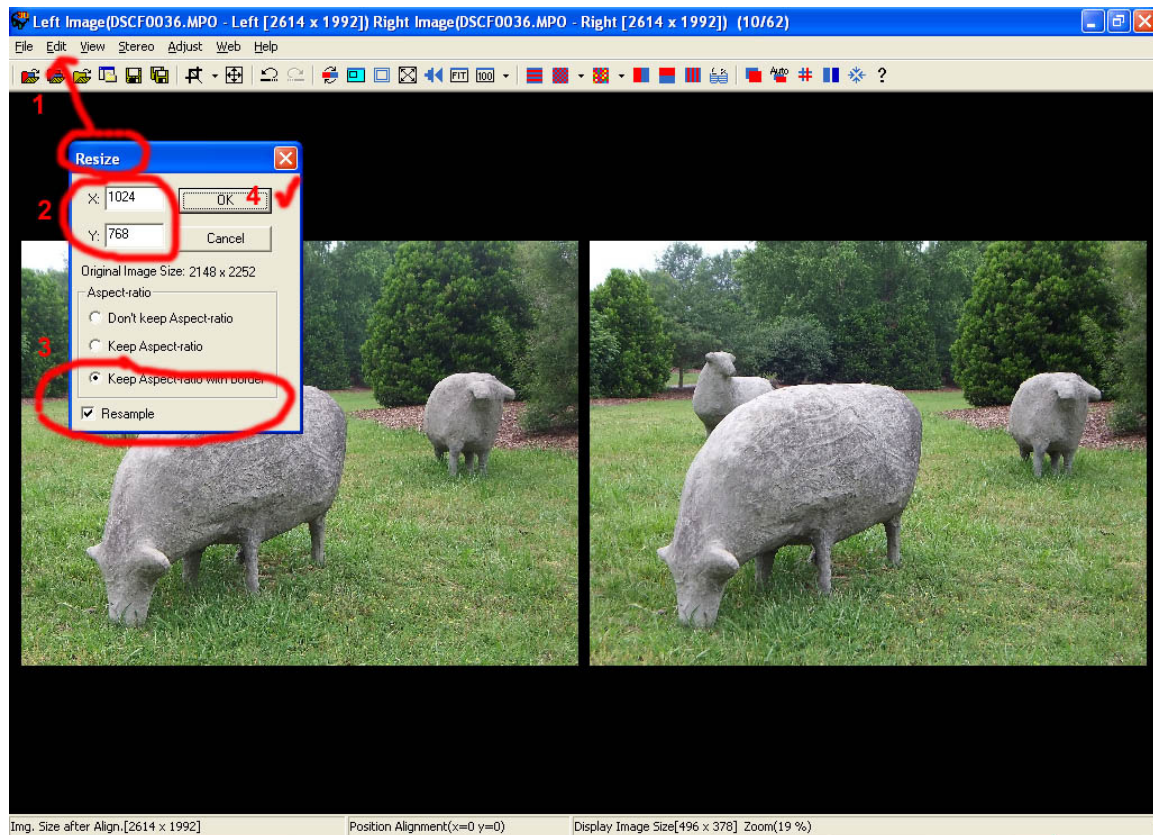 Left Image(DSCF0036.MPO - Left [2614 x 1992]) Right Image(DSCF0036.MPO - Right [2614 x 1992]) (10/62)
File Edit View Stereo Adjust Web Help
FIT 100 Auto ?
1
Resize
2
X: 1024 OK 4
Y: 768 Cancel
Original Image Size: 2148 x 2252
Aspect-ratio
Don't keep Aspect-ratio
3
Keep Aspect-ratio
Keep Aspect-ratio with border
Resample
Img. Size after Align.[2614 x 1992] Position Alignment(x=0 y=0) Display Image Size[496 x 378] Zoom(19 %)